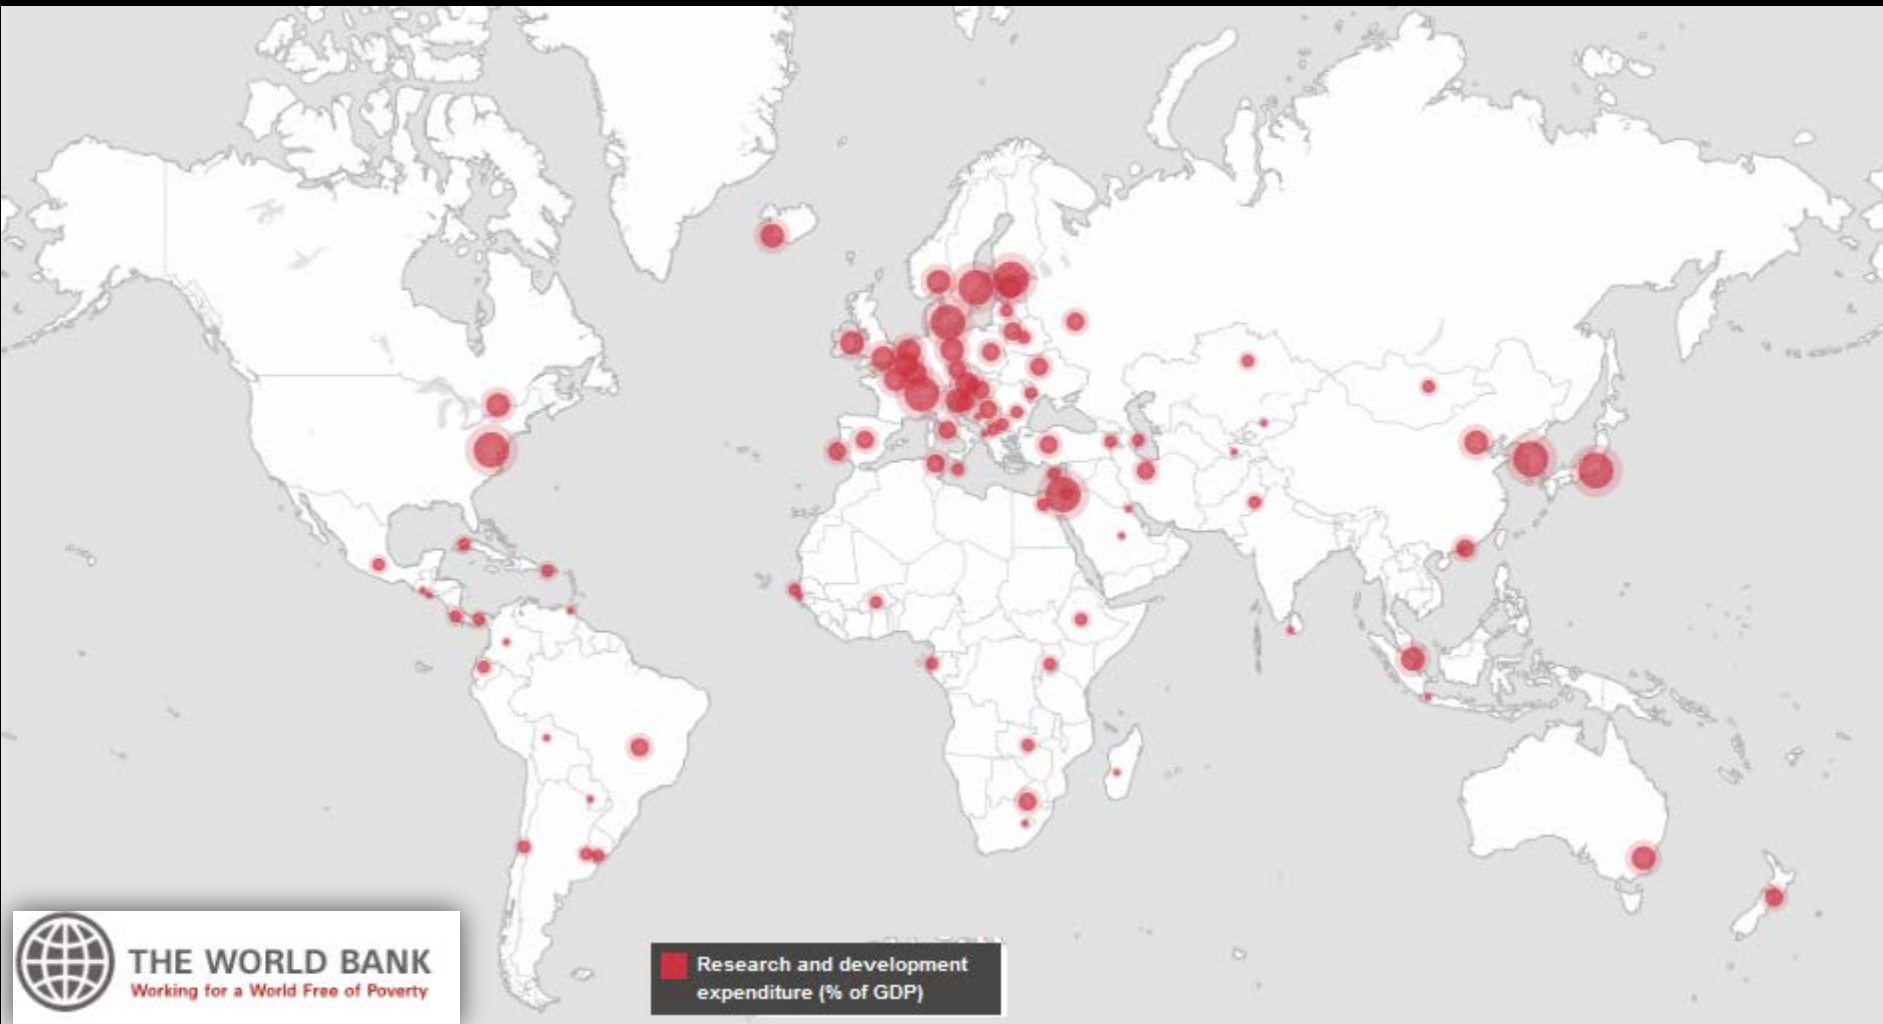 THE WORLD BANK
Working for a World Free of Poverty
Research and development
expenditure (% of GDP)